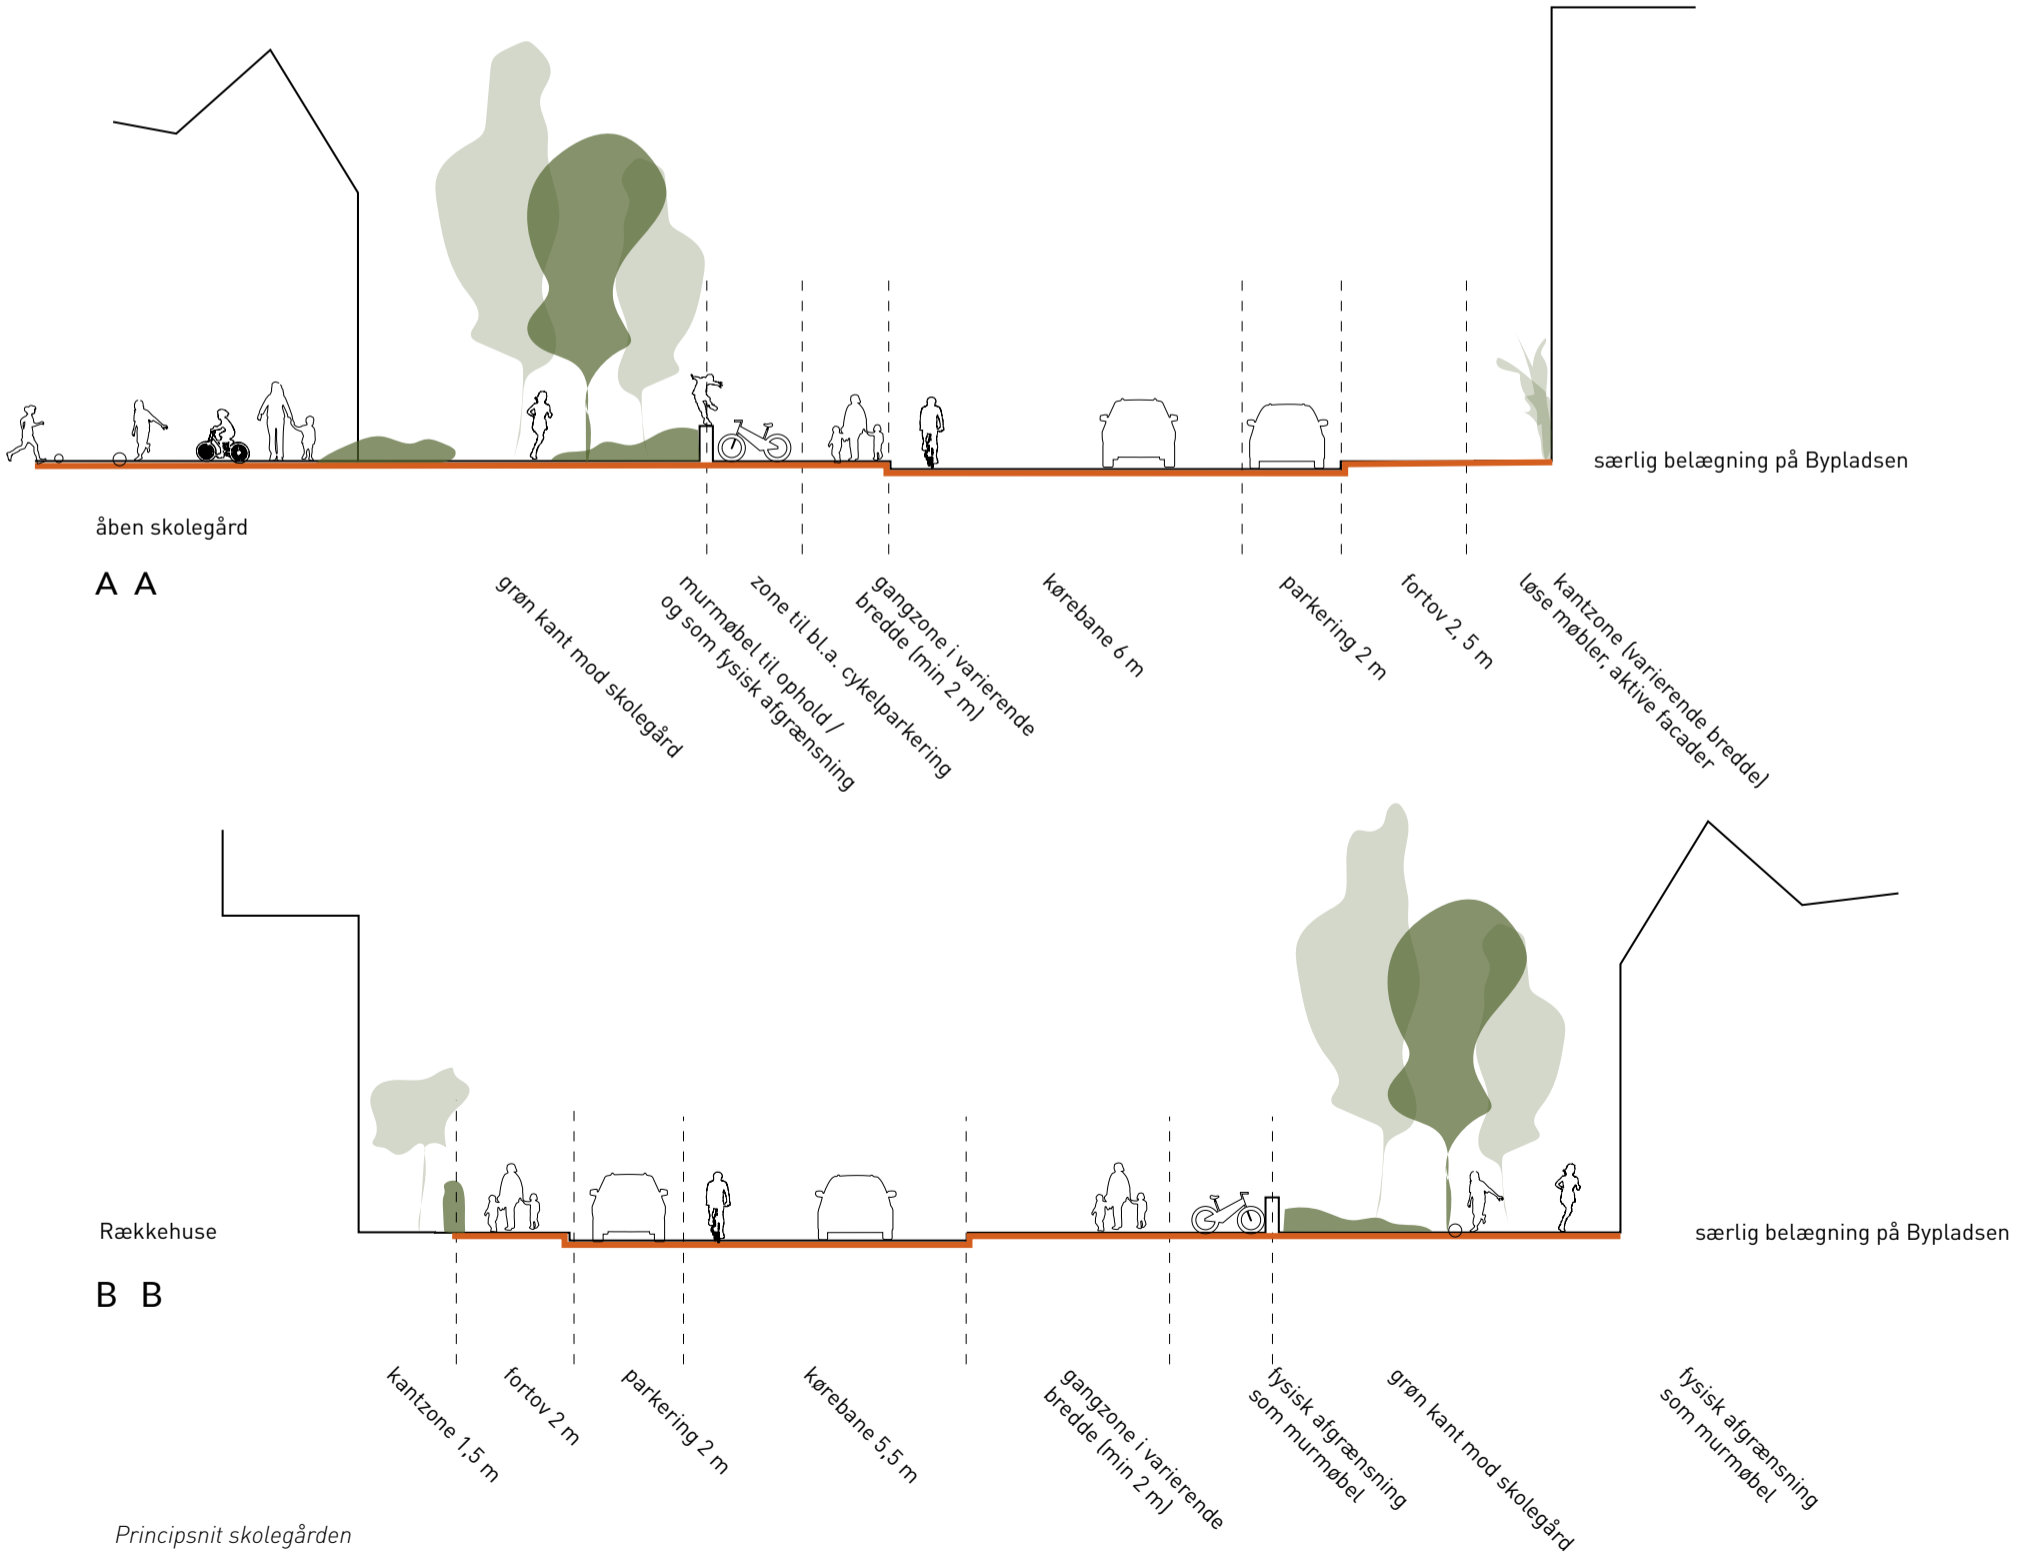 særlig belægning på Bypladsen
åben skolegård
A A
grøn kant mod skolegård
murmøbel til ophold/
og som fysisk afgrænsning
zone til bl.a. cykelparkering
gangzone i varierende
bredde (min 2 m)
kørebane 6 m
parkering 2 m
fortov 2, 5 m
kantzone (varierende bredde)
løse møbler, aktive facader
Rækkehuse
særlig belægning på Bypladsen
B B
kantzone 1,5 m
fortov 2 m
parkering 2 m
kørebane 5,5 m
gangzone i varierende
bredde (min 2 m)
fysisk afgrænsning
som murmøbel
grøn kant mod skolegård
fysisk afgrænsning
som murmøbel
Principsnit skolegården